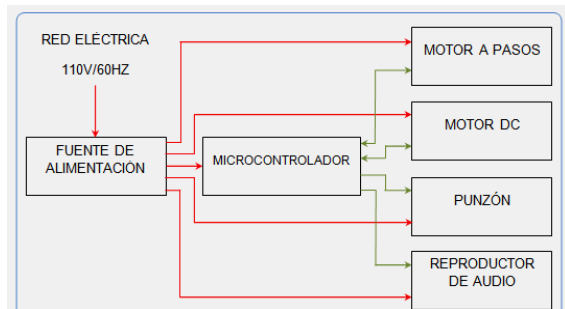 RED ELÉCTRICA
110V/60HZ
FUENTE DE
ALIMENTACIÓN
MICROCONTROLADOR
MOTOR A PASOS
MOTOR DC
PUNZÓN
REPRODUCTOR
DE AUDIO